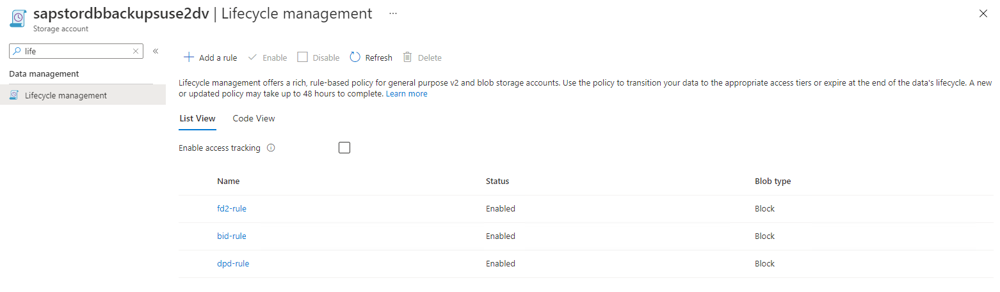 sapstordbbackupsuse2dv | Lifecycle management ...
Storage account
life
Data management
Lifecycle management
Add a rule Enable Disable Refresh Delete
Lifecycle management offers a rich, rule-based policy for general purpose v2 and blob storage accounts. Use the policy to transition your data to the appropriate access tiers or expire at the end of the data's lifecycle. A new
or updated policy may take up to 48 hours to complete. Learn more
List View Code View
Enable access tracking
Name Status Blob type
fd2-rule Enabled Block
bid-rule Enabled Block
dpd-rule Enabled Block